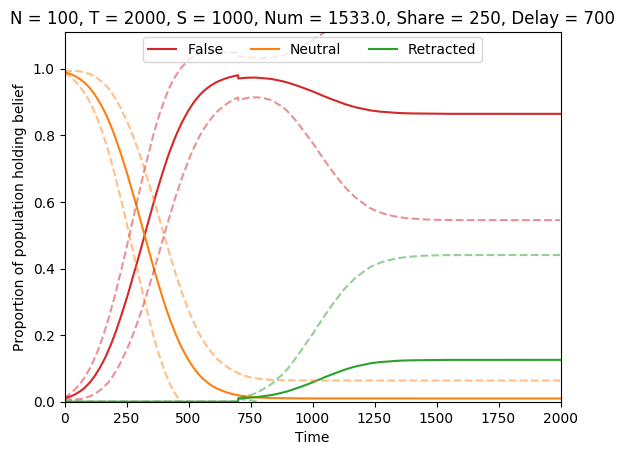 N = 100, T = 2000, S = 1000, Num = 1533.0, Share = 250, Delay = 700
False
Neutral
Retracted
Proportion of population holding belief
1.0
0.8
0.6
0.4
0.2
0.0
0 250 500 750 1000 1250 1500 1750 2000
Time